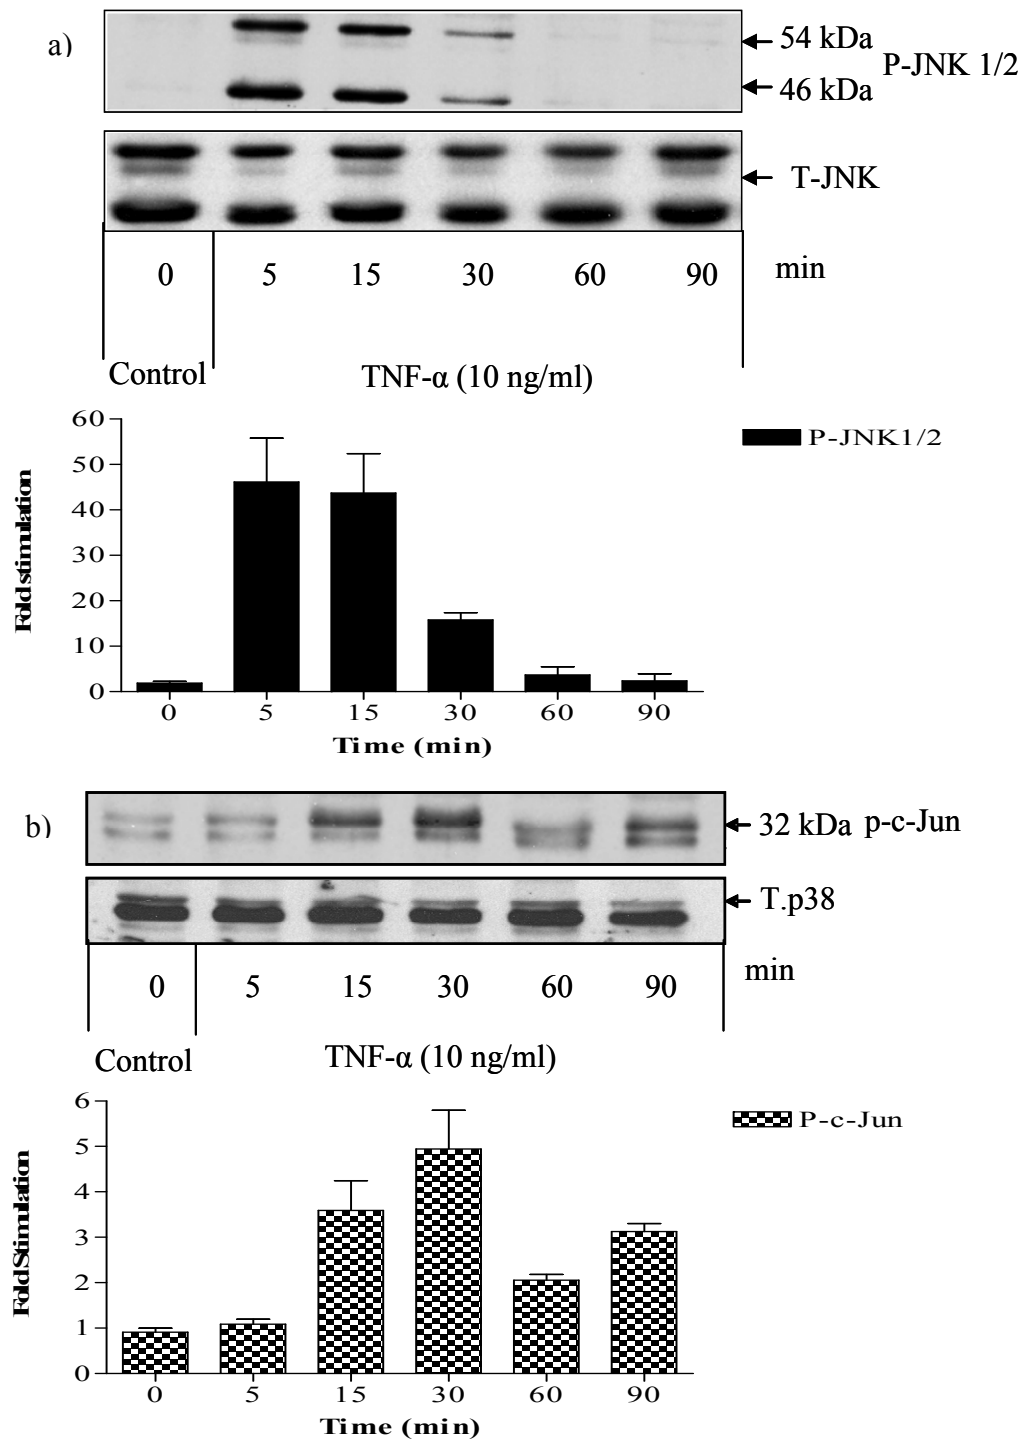 a)
54 kDa
P-JNK 1/2
46 kDa
T-JNK
0 5 15 30 60 90 min
Control TNF-α (10 ng/ml)
60
50
40
30
20
10
0
Fold stimulation
P-JNK1/2
0 5 15 30 60 90
Time (min)
b)
32 kDa p-c-Jun
T.p38
0 5 15 30 60 90 min
Control TNF-α (10 ng/ml)
6
5
4
3
2
1
0
Fold Stimulation
P-c-Jun
0 5 15 30 60 90
Time (min)